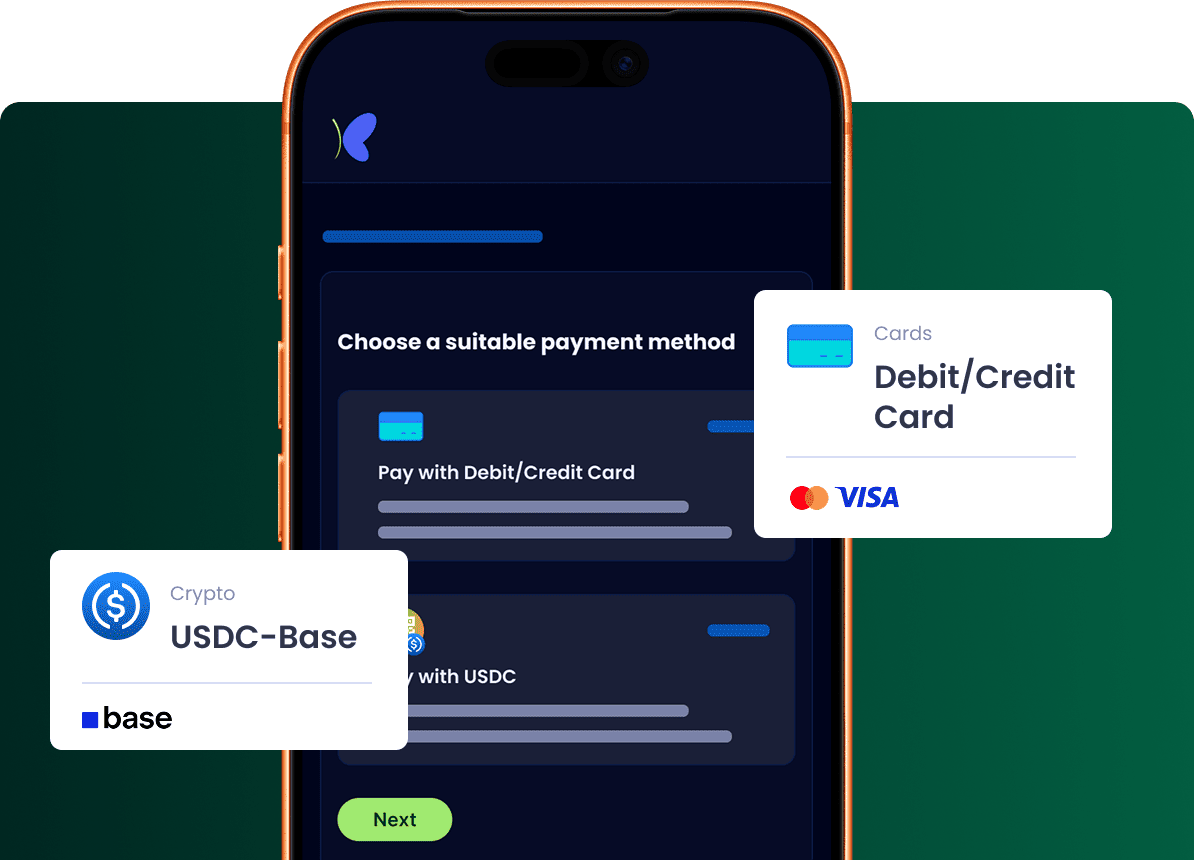 Choose a suitable payment method
Pay with Debit/Credit Card
Cards
Debit/Credit
Card
VISA
Crypto
USDC-Base
base
y with USDC
Next